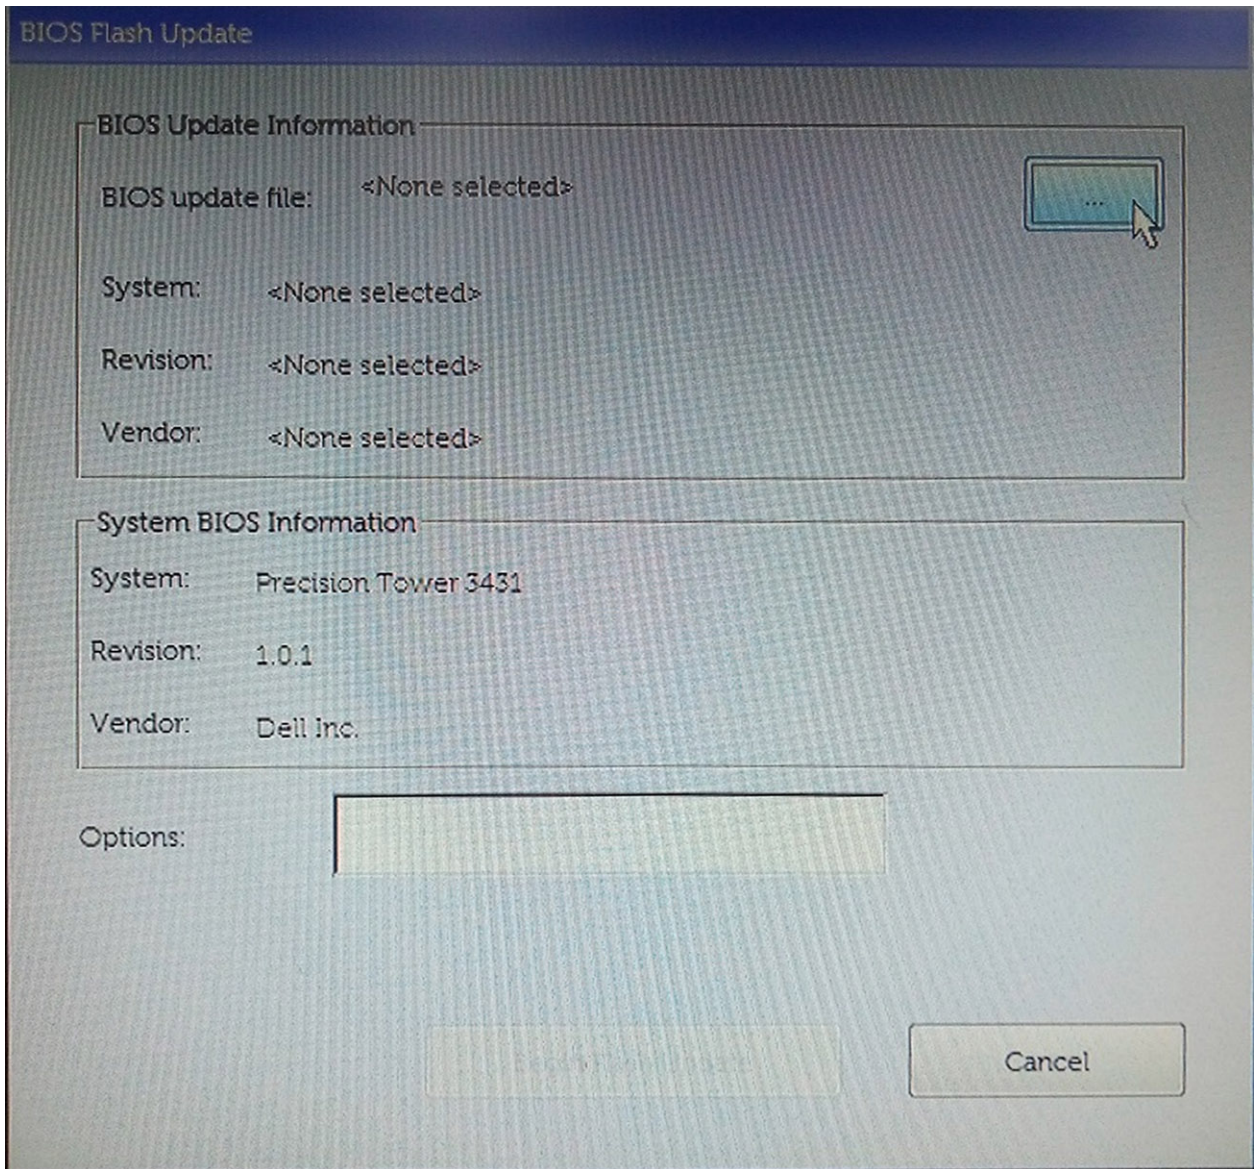 BIOS Flash Update
BIOS Update Information
BIOS update file: <None selected>
...
System: <None selected>
Revision: <None selected>
Vendor: <None selected>
System BIOS Information
System: Precision Tower 3431
Revision: 1.0.1
Vendor: Dell Inc.
Options:
Cancel